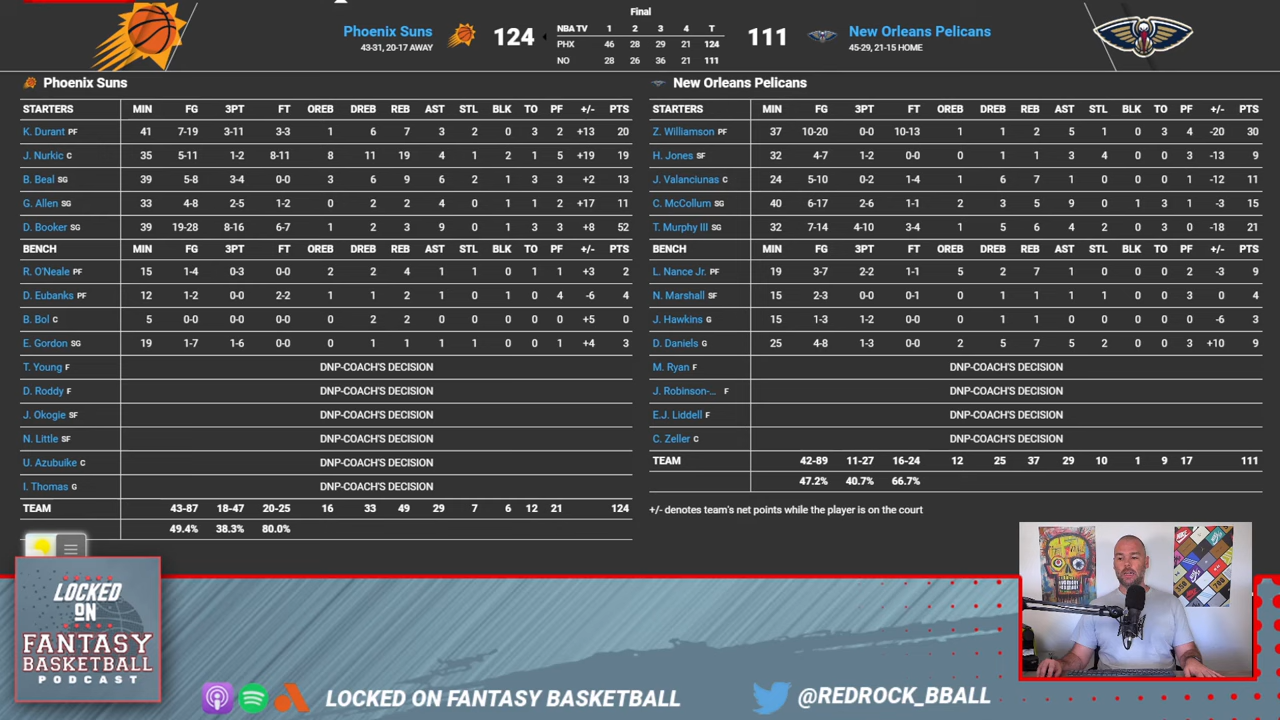 Final
Phoenix Suns
43-31, 20-17 AWAY
124
NBA TV 1 2 3 4 T
PHX 46 28 29 21 124
NO 28 26 36 21 111
111
New Orleans Pelicans
45-29, 21-15 HOME
Phoenix Suns
STARTERS MIN FG 3PT FT OREB DREB REB AST STL BLK TO PF +/- PTS
K. Durant PF 41 7-19 3-11 3-3 1 6 7 3 2 0 3 2 +13 20
J. Nurkic C 35 5-11 1-2 8-11 8 11 19 4 1 2 1 5 +19 19
B. Beal SG 39 5-8 3-4 0-0 3 6 9 6 2 1 3 3 +2 13
G. Allen SG 33 4-8 2-5 1-2 0 2 2 4 0 1 1 2 +17 11
D. Booker SG 39 19-28 8-16 6-7 1 2 3 9 0 1 3 3 +8 52
BENCH MIN FG 3PT FT OREB DREB REB AST STL BLK TO PF +/- PTS
R. O'Neale PF 15 1-4 0-3 0-0 2 2 4 1 1 0 1 1 +3 2
D. Eubanks PF 12 1-2 0-0 2-2 1 1 2 1 0 1 0 4 -6 4
B. Bol C 5 0-0 0-0 0-0 0 2 2 0 0 0 0 0 +5 0
E. Gordon SG 19 1-7 1-6 0-0 0 1 1 1 1 0 0 1 +4 3
T. Young F DNP-COACH'S DECISION
D. Roddy F DNP-COACH'S DECISION
J. Okogie SF DNP-COACH'S DECISION
N. Little SF DNP-COACH'S DECISION
U. Azubuike C DNP-COACH'S DECISION
I. Thomas G DNP-COACH'S DECISION
TEAM 43-87 18-47 20-25 16 33 49 29 7 6 12 21 124
49.4% 38.3% 80.0%
New Orleans Pelicans
STARTERS MIN FG 3PT FT OREB DREB REB AST STL BLK TO PF +/- PTS
Z. Williamson PF 37 10-20 0-0 10-13 1 1 2 5 1 0 3 4 -20 30
H. Jones SF 32 4-7 1-2 0-0 0 1 1 3 4 0 0 3 -13 9
J. Valanciunas C 24 5-10 0-2 1-4 1 6 7 1 0 0 0 1 -12 11
C. McCollum SG 40 6-17 2-6 1-1 2 3 5 9 0 1 3 1 -3 15
T. Murphy III SG 32 7-14 4-10 3-4 1 5 6 4 2 0 3 0 -18 21
BENCH MIN FG 3PT FT OREB DREB REB AST STL BLK TO PF +/- PTS
L. Nance Jr. PF 19 3-7 2-2 1-1 5 2 7 1 0 0 0 2 -3 9
N. Marshall SF 15 2-3 0-0 0-1 0 1 1 1 1 0 0 3 0 4
J. Hawkins G 15 1-3 1-2 0-0 0 1 1 0 0 0 0 0 -6 3
D. Daniels G 25 4-8 1-3 0-0 2 5 7 5 2 0 0 3 +10 9
M. Ryan F DNP-COACH'S DECISION
J. Robinson-... F DNP-COACH'S DECISION
E.J. Liddell F DNP-COACH'S DECISION
C. Zeller C DNP-COACH'S DECISION
TEAM 42-89 11-27 16-24 12 25 37 29 10 1 9 17 111
47.2% 40.7% 66.7%
+/- denotes team's net points while the player is on the court
LOCKED
ON
FANTASY
BASKETBALL
PODCAST
LOCKED ON FANTASY BASKETBALL
@REDROCK_BBALL